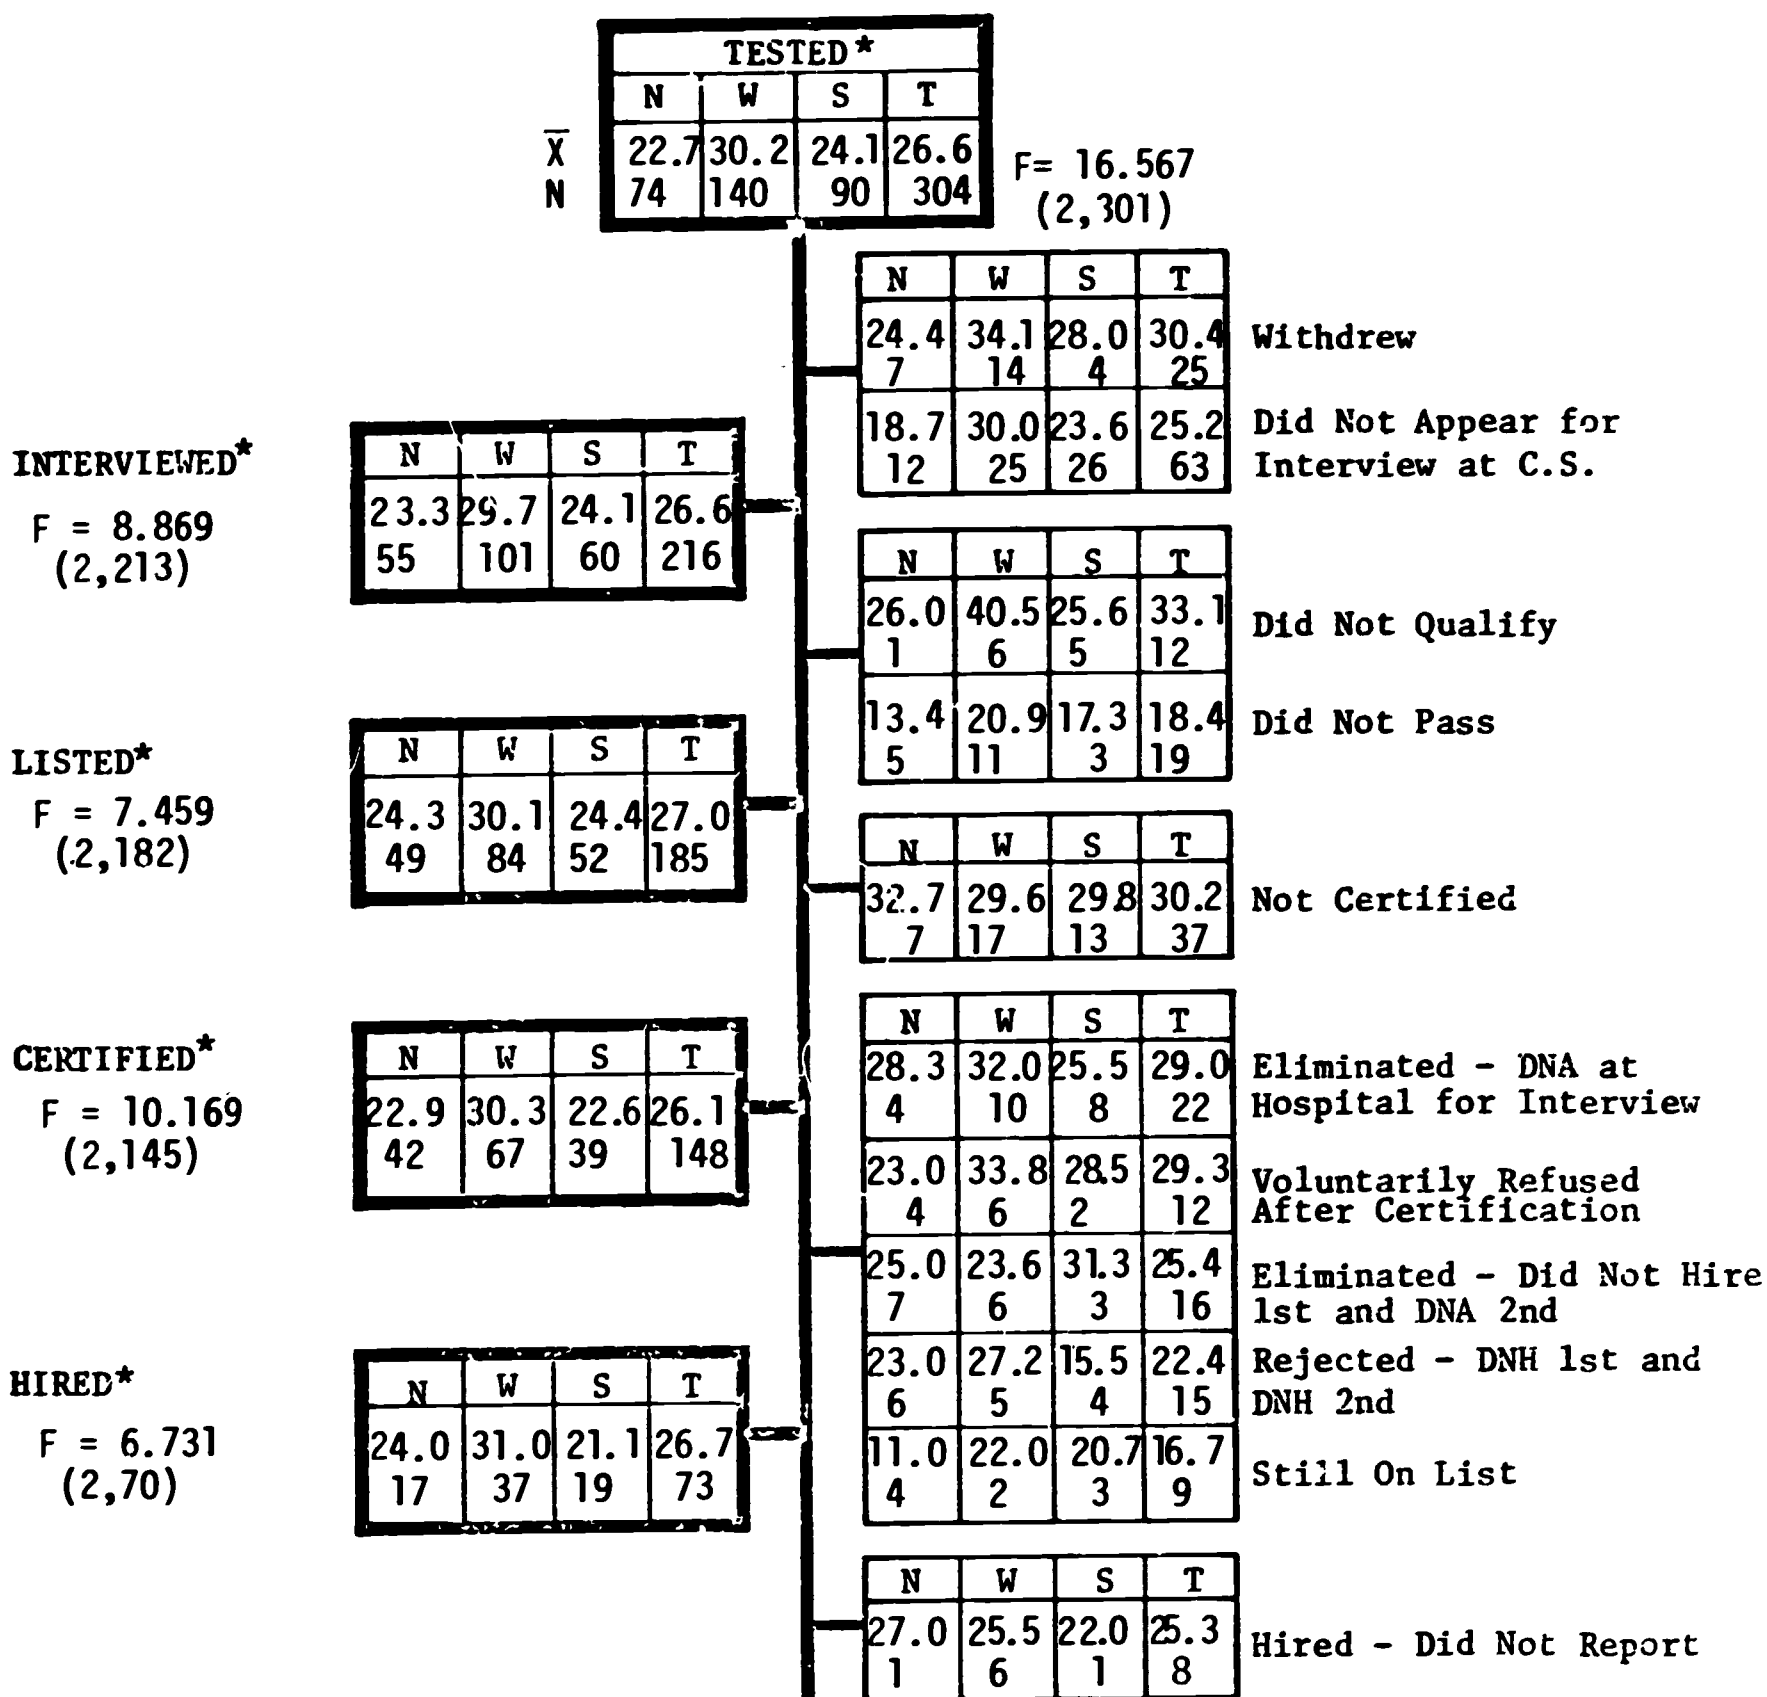 TESTED*
N W S T
X̄ 22.7 30.2 24.1 26.6
N 74 140 90 304
F= 16.567
(2,301)
N W S T
24.4 34.1 28.0 30.4 Withdrew
7 14 4 25
18.7 30.0 23.6 25.2 Did Not Appear for
12 25 26 63 Interview at C.S.
INTERVIEWED*
F = 8.869
(2,213)
N W S T
23.3 29.7 24.1 26.6
55 101 60 216
N W S T
26.0 40.5 25.6 33.1 Did Not Qualify
1 6 5 12
13.4 20.9 17.3 18.4 Did Not Pass
5 11 3 19
LISTED*
F = 7.459
(2,182)
N W S T
24.3 30.1 24.4 27.0
49 84 52 185
N W S T
32.7 29.6 29.8 30.2 Not Certified
7 17 13 37
CERTIFIED*
F = 10.169
(2,145)
N W S T
22.9 30.3 22.6 26.1
42 67 39 148
N W S T
28.3 32.0 25.5 29.0 Eliminated - DNA at
4 10 8 22 Hospital for Interview
23.0 33.8 28.5 29.3 Voluntarily Refused
4 6 2 12 After Certification
25.0 23.6 31.3 25.4 Eliminated - Did Not Hire
7 6 3 16 1st and DNA 2nd
23.0 27.2 15.5 22.4 Rejected - DNH 1st and
6 5 4 15 DNH 2nd
11.0 22.0 20.7 16.7 Still On List
4 2 3 9
HIRED*
F = 6.731
(2,70)
N W S T
24.0 31.0 21.1 26.7
17 37 19 73
N W S T
27.0 25.5 22.0 25.3 Hired - Did Not Report
1 6 1 8